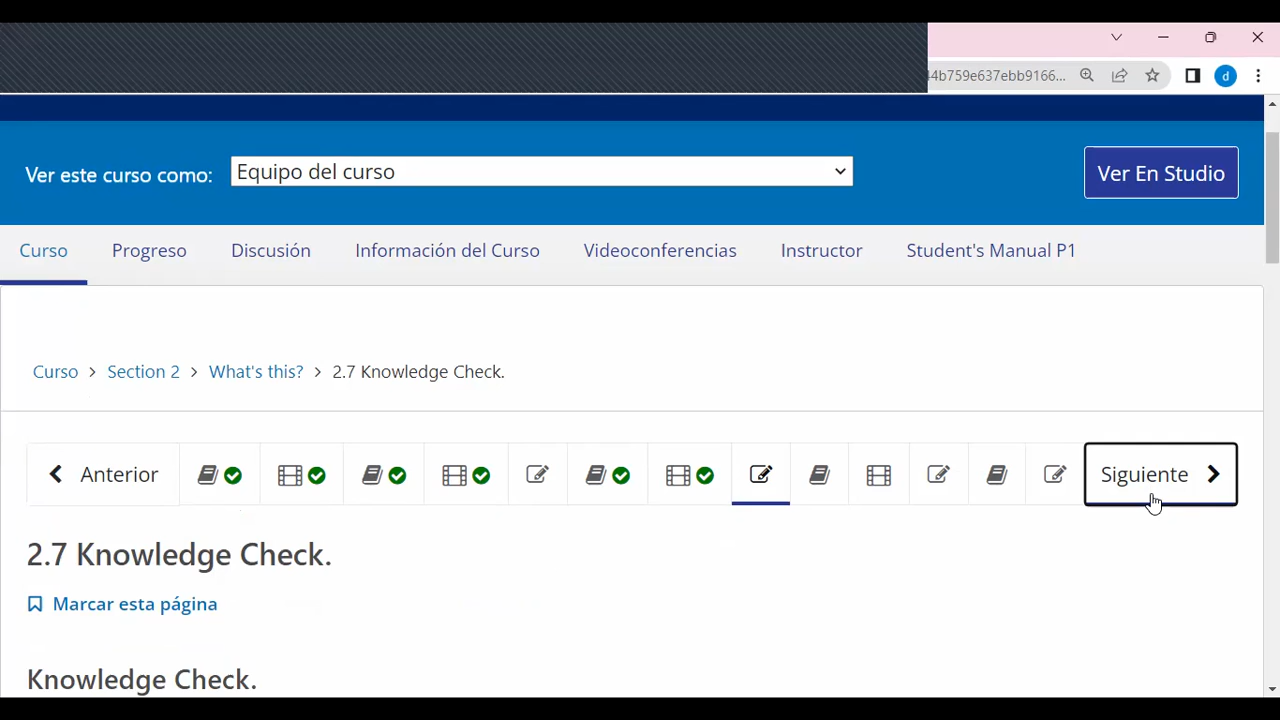 44b759e637ebb9166...
d
Ver este curso como:
Equipo del curso
Ver En Studio
Curso
Progreso
Discusión
Información del Curso
Videoconferencias
Instructor
Student's Manual P1
Curso > Section 2 > What's this? > 2.7 Knowledge Check.
Anterior
Siguiente
2.7 Knowledge Check.
Marcar esta página
Knowledge Check.